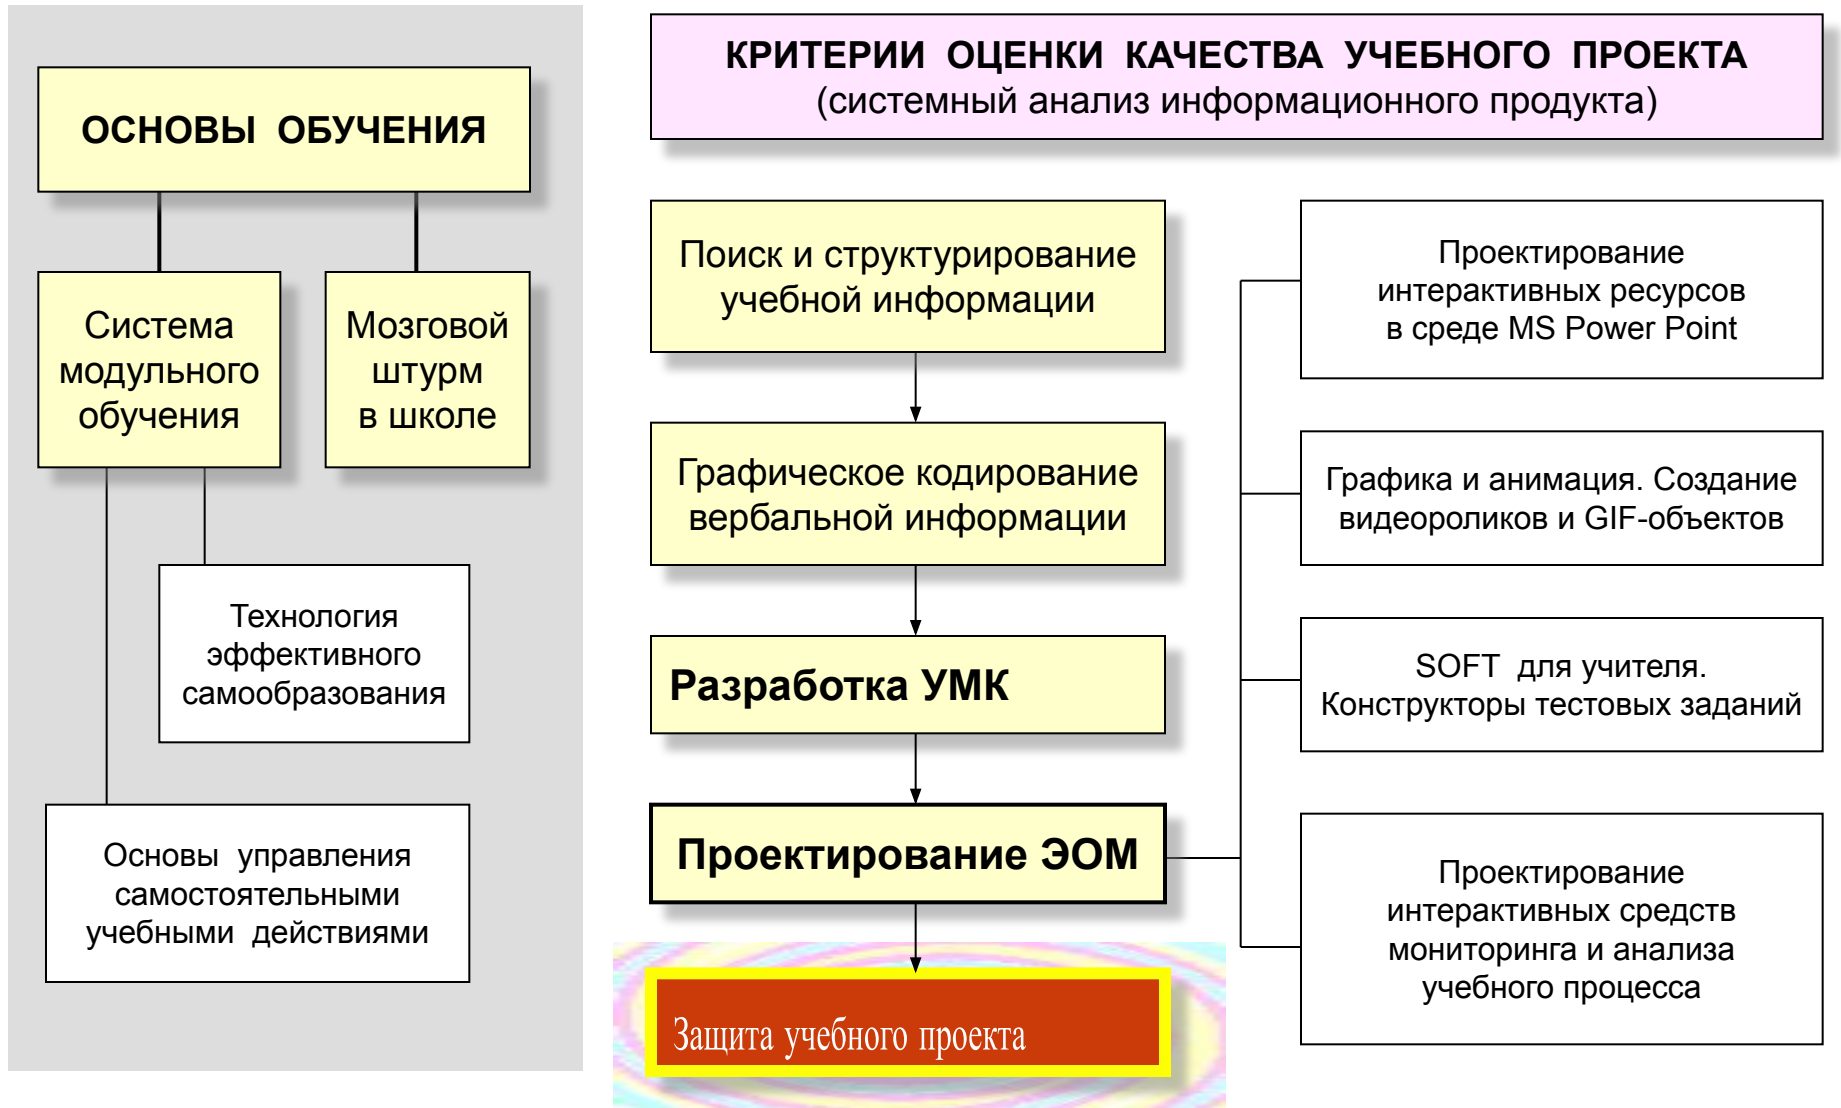 ОСНОВЫ ОБУЧЕНИЯ
Система
модульного
обучения
Мозговой
штурм
в школе
Технология
эффективного
самообразования
Основы управления
самостоятельными
учебными действиями
КРИТЕРИИ ОЦЕНКИ КАЧЕСТВА УЧЕБНОГО ПРОЕКТА
(системный анализ информационного продукта)
Поиск и структурирование
учебной информации
Графическое кодирование
вербальной информации
Разработка УМК
Проектирование ЭОМ
Защита учебного проекта
Проектирование
интерактивных ресурсов
в среде MS Power Point
Графика и анимация. Создание
видеороликов и GIF-объектов
SOFT для учителя.
Конструкторы тестовых заданий
Проектирование
интерактивных средств
мониторинга и анализа
учебного процесса